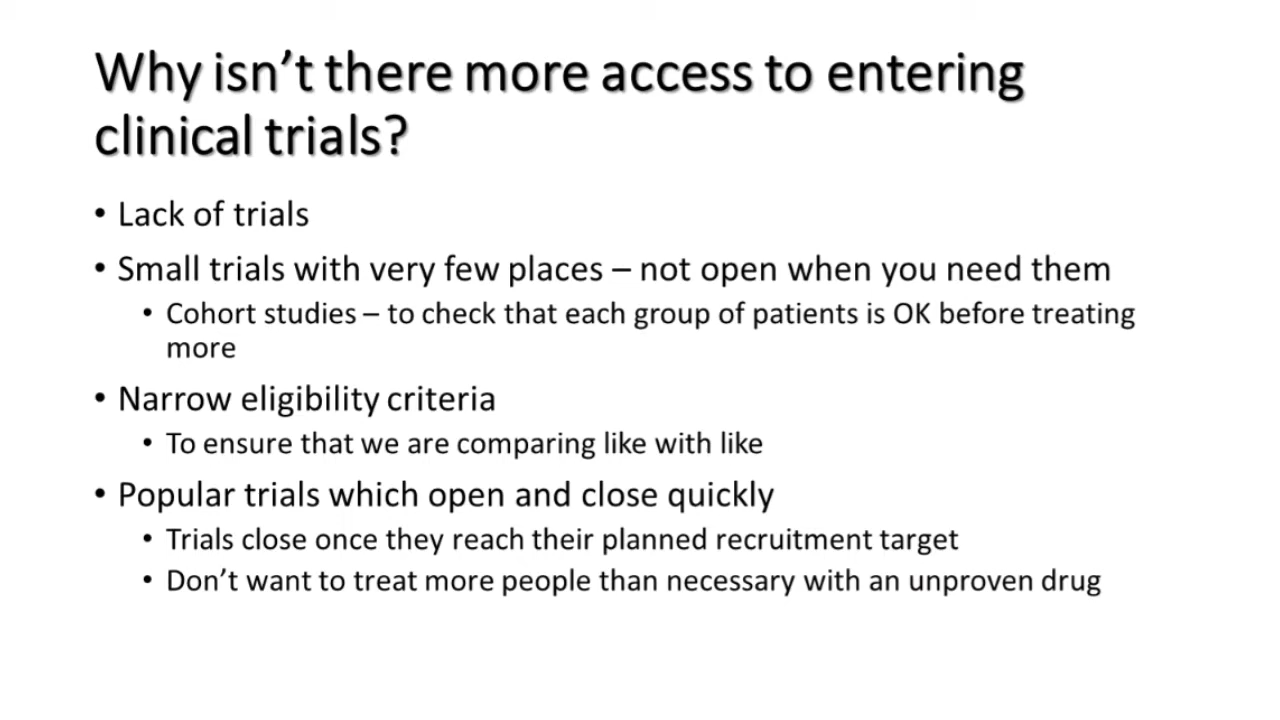 Why isn’t there more access to entering
clinical trials?
• Lack of trials
• Small trials with very few places – not open when you need them
• Cohort studies – to check that each group of patients is OK before treating
more
• Narrow eligibility criteria
• To ensure that we are comparing like with like
• Popular trials which open and close quickly
• Trials close once they reach their planned recruitment target
• Don’t want to treat more people than necessary with an unproven drug